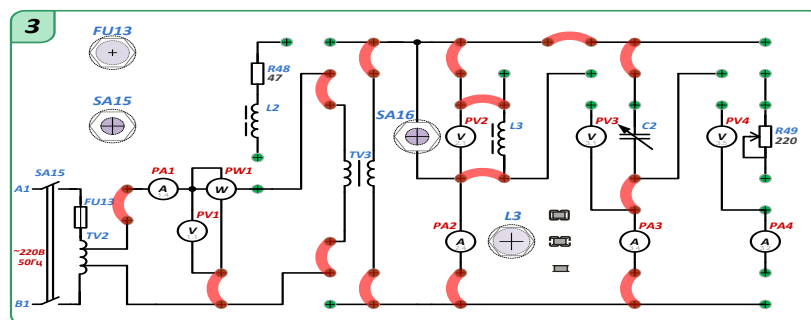 3
FU13
SA15
R48
47
L2
SA16
PV2
V
L3
PV3
V
C2
PV4
V
R49
220
SA15
A1
FU13
PA1
A
PW1
W
TV3
PV1
V
TV2
~220В
50Гц
B1
PA2
A
L3
PA3
A
PA4
A